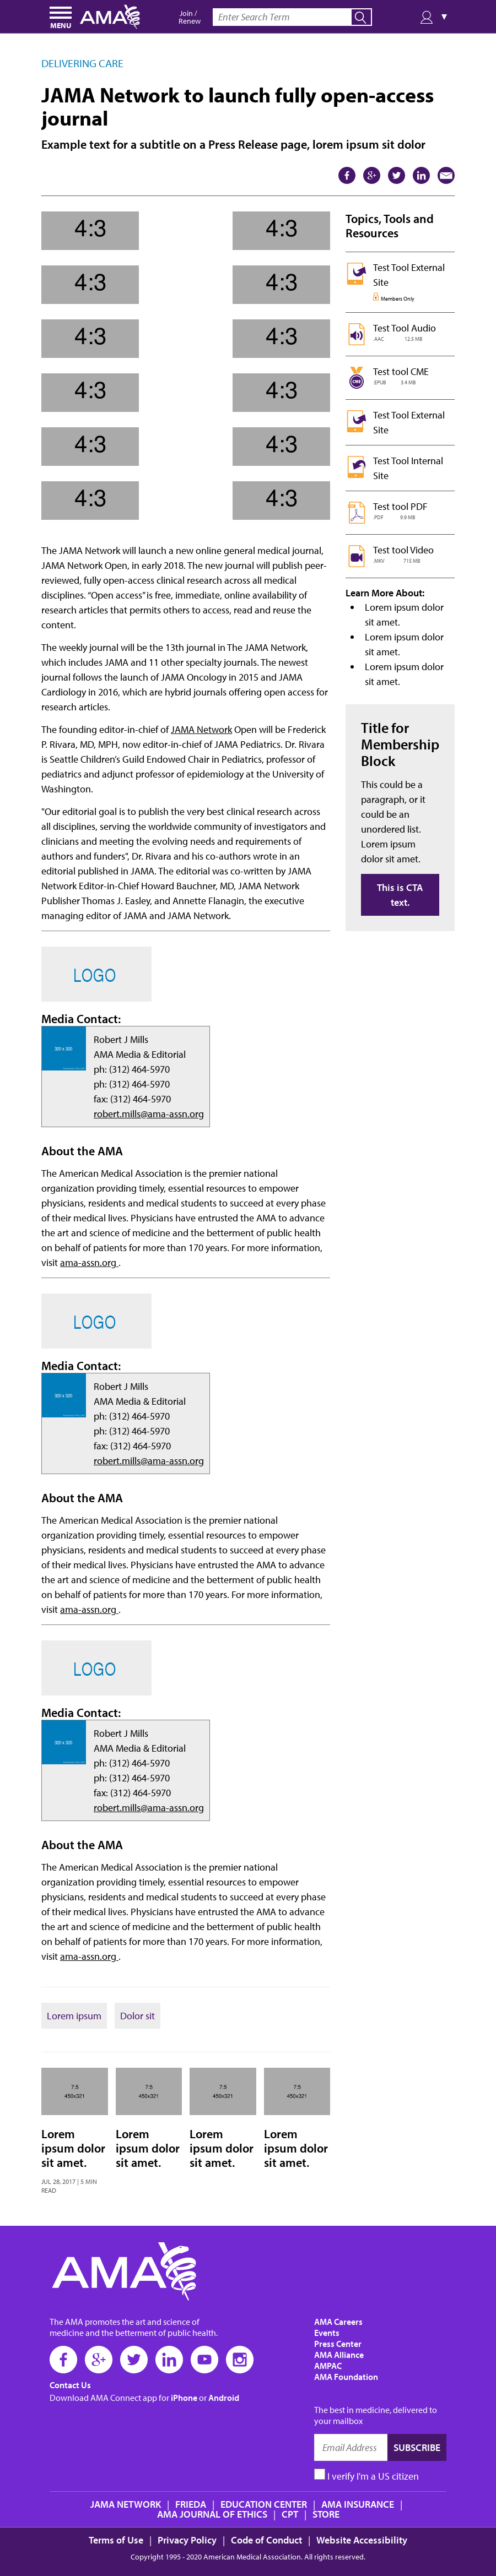 MENU
AMA
Join /
Renew
Enter Search Term
▼
DELIVERING CARE
JAMA Network to launch fully open-access
journal
Example text for a subtitle on a Press Release page, lorem ipsum sit dolor
4:3 4:3
4:3 4:3
4:3 4:3
4:3 4:3
4:3 4:3
4:3 4:3
The JAMA Network will launch a new online general medical journal,
JAMA Network Open, in early 2018. The new journal will publish peer-
reviewed, fully open-access clinical research across all medical
disciplines. “Open access” is free, immediate, online availability of
research articles that permits others to access, read and reuse the
content.
The weekly journal will be the 13th journal in The JAMA Network,
which includes JAMA and 11 other specialty journals. The newest
journal follows the launch of JAMA Oncology in 2015 and JAMA
Cardiology in 2016, which are hybrid journals offering open access for
research articles.
The founding editor-in-chief of JAMA Network Open will be Frederick
P. Rivara, MD, MPH, now editor-in-chief of JAMA Pediatrics. Dr. Rivara
is Seattle Children’s Guild Endowed Chair in Pediatrics, professor of
pediatrics and adjunct professor of epidemiology at the University of
Washington.
"Our editorial goal is to publish the very best clinical research across
all disciplines, serving the worldwide community of investigators and
clinicians and meeting the evolving needs and requirements of
authors and funders", Dr. Rivara and his co-authors wrote in an
editorial published in JAMA. The editorial was co-written by JAMA
Network Editor-in-Chief Howard Bauchner, MD, JAMA Network
Publisher Thomas J. Easley, and Annette Flanagin, the executive
managing editor of JAMA and JAMA Network.
LOGO
Media Contact:
320 x 320
Robert J Mills
AMA Media & Editorial
ph: (312) 464-5970
ph: (312) 464-5970
fax: (312) 464-5970
robert.mills@ama-assn.org
About the AMA
The American Medical Association is the premier national
organization providing timely, essential resources to empower
physicians, residents and medical students to succeed at every phase
of their medical lives. Physicians have entrusted the AMA to advance
the art and science of medicine and the betterment of public health
on behalf of patients for more than 170 years. For more information,
visit ama-assn.org .
LOGO
Media Contact:
320 x 320
Robert J Mills
AMA Media & Editorial
ph: (312) 464-5970
ph: (312) 464-5970
fax: (312) 464-5970
robert.mills@ama-assn.org
About the AMA
The American Medical Association is the premier national
organization providing timely, essential resources to empower
physicians, residents and medical students to succeed at every phase
of their medical lives. Physicians have entrusted the AMA to advance
the art and science of medicine and the betterment of public health
on behalf of patients for more than 170 years. For more information,
visit ama-assn.org .
LOGO
Media Contact:
320 x 320
Robert J Mills
AMA Media & Editorial
ph: (312) 464-5970
ph: (312) 464-5970
fax: (312) 464-5970
robert.mills@ama-assn.org
About the AMA
The American Medical Association is the premier national
organization providing timely, essential resources to empower
physicians, residents and medical students to succeed at every phase
of their medical lives. Physicians have entrusted the AMA to advance
the art and science of medicine and the betterment of public health
on behalf of patients for more than 170 years. For more information,
visit ama-assn.org .
Lorem ipsum Dolor sit
7:5
450x321
Lorem
ipsum dolor
sit amet.
JUL 28, 2017 | 5 MIN
READ
7:5
450x321
Lorem
ipsum dolor
sit amet.
7:5
450x321
Lorem
ipsum dolor
sit amet.
7:5
450x321
Lorem
ipsum dolor
sit amet.
Topics, Tools and
Resources
Test Tool External
Site
Members Only
Test Tool Audio
.AAC 12.5 MB
CME
Test tool CME
.EPUB 3.4 MB
Test Tool External
Site
Test Tool Internal
Site
Test tool PDF
.PDF 9.9 MB
Test tool Video
.MKV 715 MB
Learn More About:
• Lorem ipsum dolor
sit amet.
• Lorem ipsum dolor
sit amet.
• Lorem ipsum dolor
sit amet.
Title for
Membership
Block
This could be a
paragraph, or it
could be an
unordered list.
Lorem ipsum
dolor sit amet.
This is CTA
text.
AMA
The AMA promotes the art and science of
medicine and the betterment of public health.
Contact Us
Download AMA Connect app for iPhone or Android
AMA Careers
Events
Press Center
AMA Alliance
AMPAC
AMA Foundation
The best in medicine, delivered to
your mailbox
Email Address SUBSCRIBE
I verify I'm a US citizen
JAMA NETWORK | FRIEDA | EDUCATION CENTER | AMA INSURANCE |
AMA JOURNAL OF ETHICS | CPT | STORE
Terms of Use | Privacy Policy | Code of Conduct | Website Accessibility
Copyright 1995 - 2020 American Medical Association. All rights reserved.